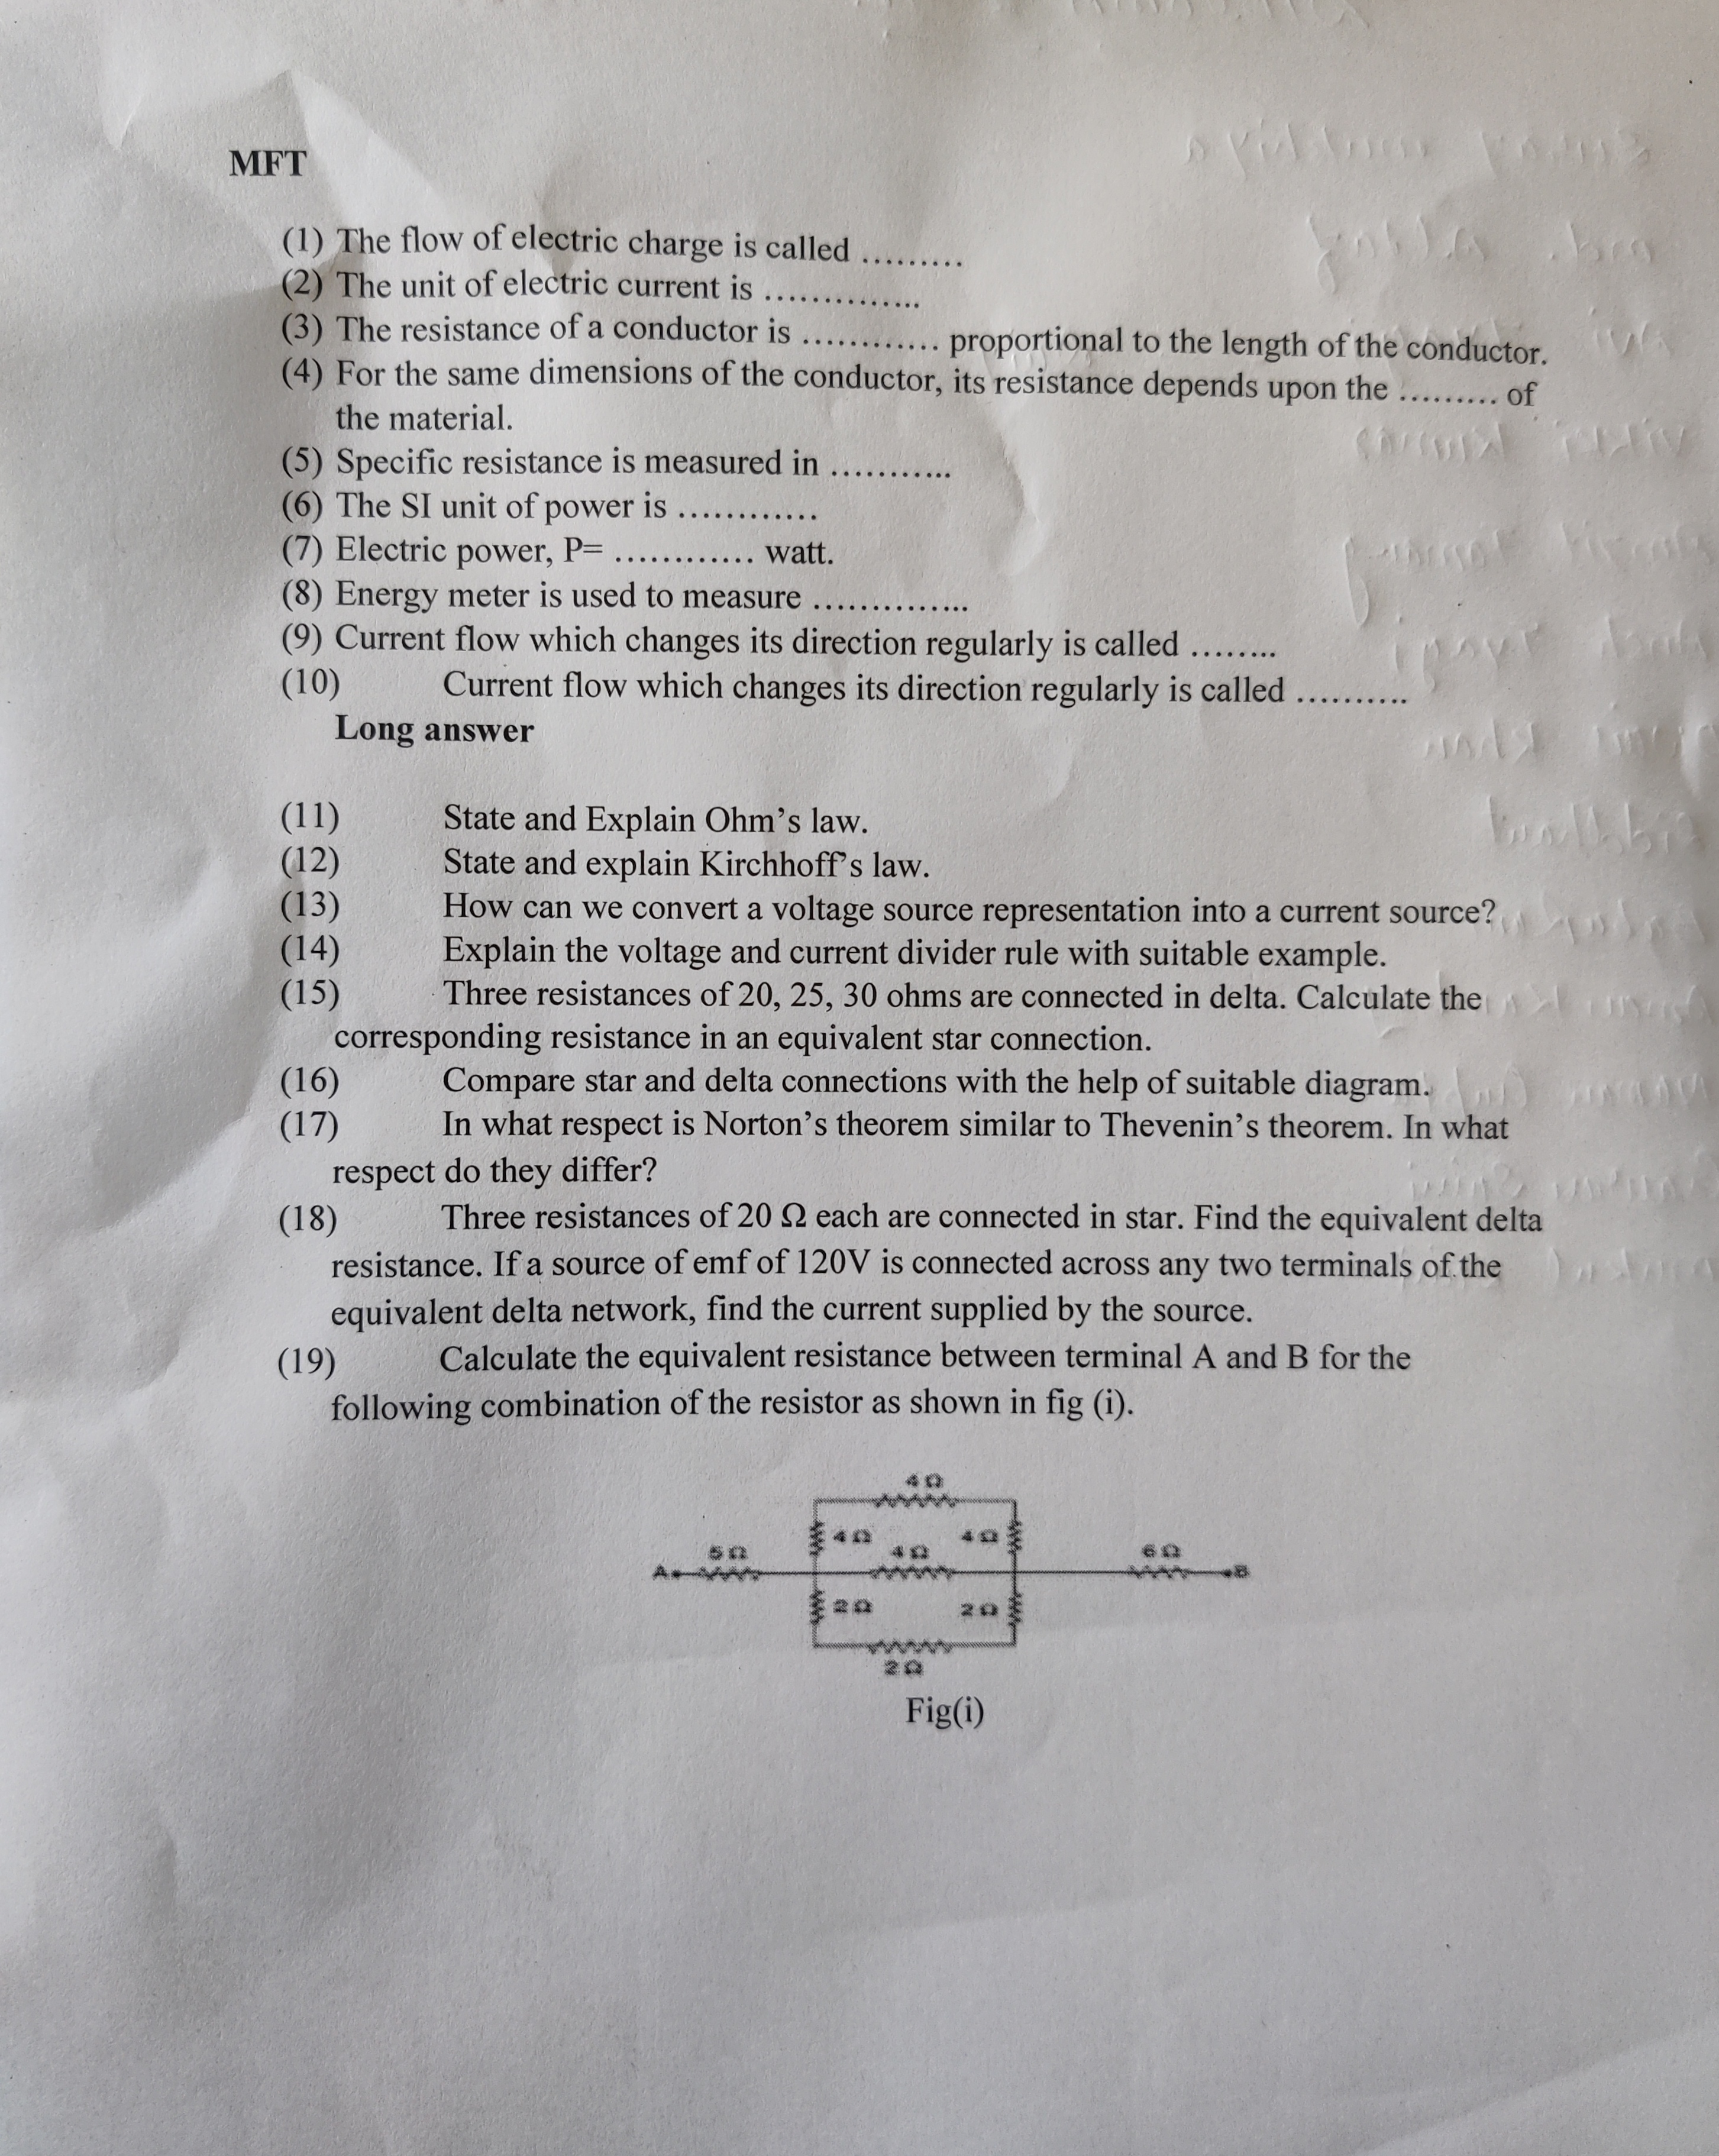 MFT
(1) The flow of electric charge is called .........
(2) The unit of electric current is ..............
(3) The resistance of a conductor is ............ proportional to the length of the conductor.
(4) For the same dimensions of the conductor, its resistance depends upon the ......... of
the material.
(5) Specific resistance is measured in ...........
(6) The SI unit of power is ............
(7) Electric power, P= ............ watt.
(8) Energy meter is used to measure ..............
(9) Current flow which changes its direction regularly is called ........
(10) Current flow which changes its direction regularly is called ..........
Long answer
(11) State and Explain Ohm's law.
(12) State and explain Kirchhoff's law.
(13) How can we convert a voltage source representation into a current source?
(14) Explain the voltage and current divider rule with suitable example.
(15) Three resistances of 20, 25, 30 ohms are connected in delta. Calculate the
corresponding resistance in an equivalent star connection.
(16) Compare star and delta connections with the help of suitable diagram.
(17) In what respect is Norton's theorem similar to Thevenin's theorem. In what
respect do they differ?
(18) Three resistances of 20 Ω each are connected in star. Find the equivalent delta
resistance. If a source of emf of 120V is connected across any two terminals of the
equivalent delta network, find the current supplied by the source.
(19) Calculate the equivalent resistance between terminal A and B for the
following combination of the resistor as shown in fig (i).
4Ω
4Ω 4Ω
5Ω 4Ω 6Ω
A B
2Ω 2Ω
2Ω
Fig(i)